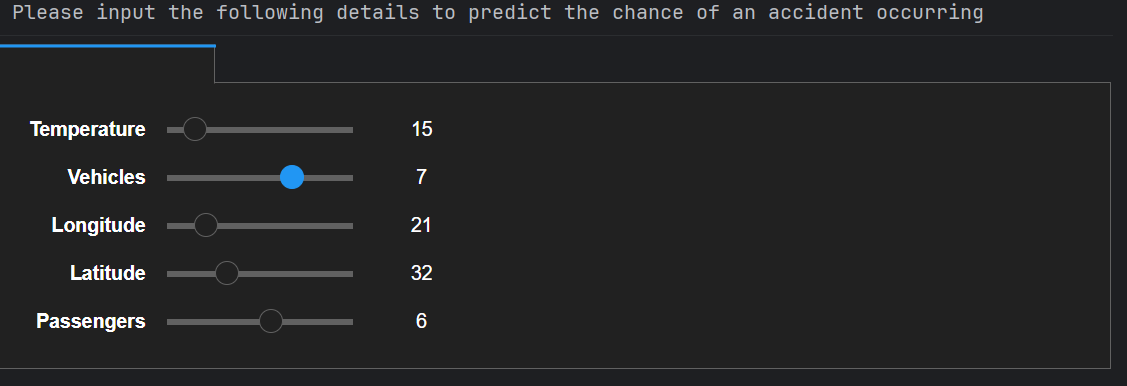 Please input the following details to predict the chance of an accident occurring
Temperature 15
Vehicles 7
Longitude 21
Latitude 32
Passengers 6